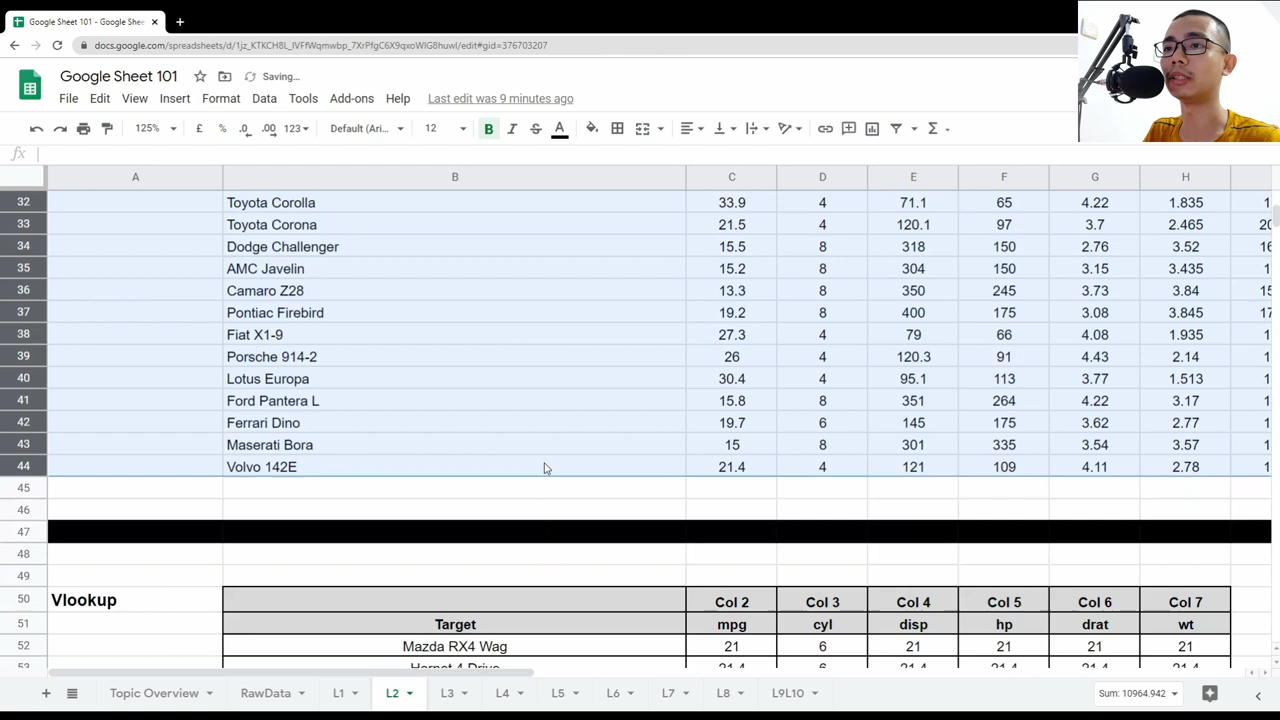 Google Sheet 101 - Google Shee
docs.google.com/spreadsheets/d/1jz_KTKCH8L_IVFfWqmwbp_7XrPfgC6X9qxoWIG8huwI/edit#gid=376703207
Google Sheet 101 Saving...
File Edit View Insert Format Data Tools Add-ons Help Last edit was 9 minutes ago
125% £ % .0 .00 123 Default (Ari... 12 B I S A Σ
fx
A B C D E F G H
32 Toyota Corolla 33.9 4 71.1 65 4.22 1.835 1
33 Toyota Corona 21.5 4 120.1 97 3.7 2.465 20
34 Dodge Challenger 15.5 8 318 150 2.76 3.52 16
35 AMC Javelin 15.2 8 304 150 3.15 3.435 1
36 Camaro Z28 13.3 8 350 245 3.73 3.84 15
37 Pontiac Firebird 19.2 8 400 175 3.08 3.845 17
38 Fiat X1-9 27.3 4 79 66 4.08 1.935 1
39 Porsche 914-2 26 4 120.3 91 4.43 2.14 1
40 Lotus Europa 30.4 4 95.1 113 3.77 1.513 1
41 Ford Pantera L 15.8 8 351 264 4.22 3.17 1
42 Ferrari Dino 19.7 6 145 175 3.62 2.77 1
43 Maserati Bora 15 8 301 335 3.54 3.57 1
44 Volvo 142E 21.4 4 121 109 4.11 2.78 1
45
46
47
48
49
50 Vlookup Col 2 Col 3 Col 4 Col 5 Col 6 Col 7
51 Target mpg cyl disp hp drat wt
52 Mazda RX4 Wag 21 6 21 21 21 21
53 Hornet 4 Drive 21.4 6 21.4 21.4 21.4 21.4
Topic Overview RawData L1 L2 L3 L4 L5 L6 L7 L8 L9L10 Sum: 10964.942